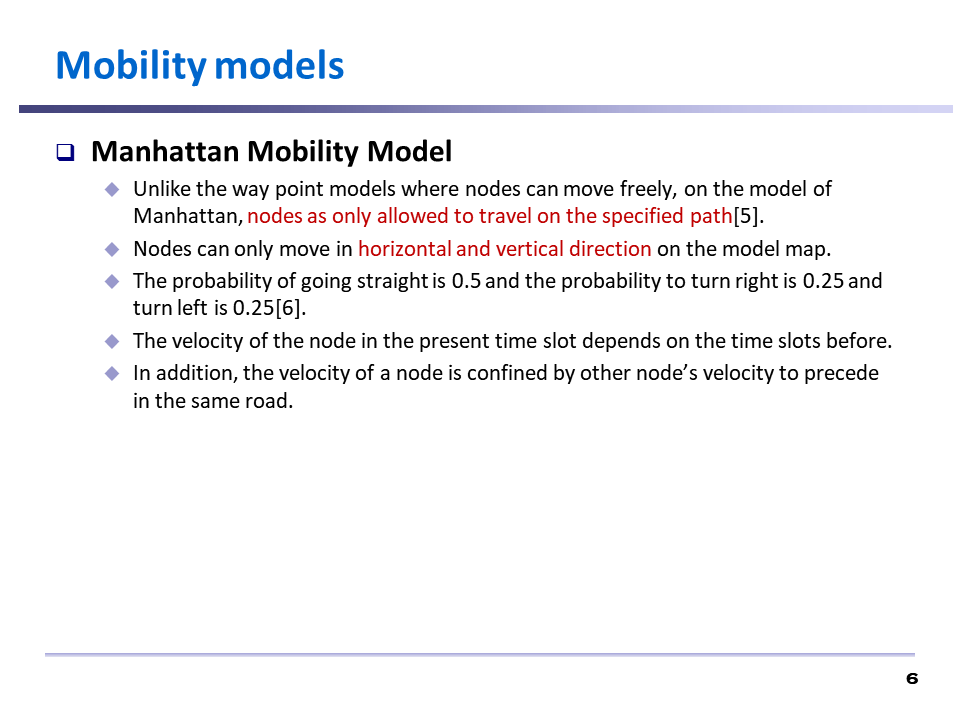 Mobility models
Manhattan Mobility Model
Unlike the way point models where nodes can move freely, on the model of
Manhattan, nodes as only allowed to travel on the specified path[5].
Nodes can only move in horizontal and vertical direction on the model map.
The probability of going straight is 0.5 and the probability to turn right is 0.25 and
turn left is 0.25[6].
The velocity of the node in the present time slot depends on the time slots before.
In addition, the velocity of a node is confined by other node’s velocity to precede
in the same road.
6